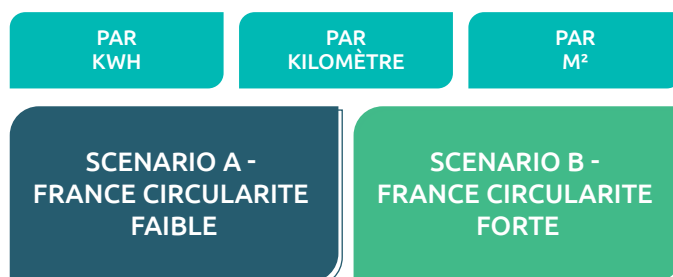 PAR
KWH
PAR
KILOMÈTRE
PAR
M²
SCENARIO A -
FRANCE CIRCULARITE
FAIBLE
SCENARIO B -
FRANCE CIRCULARITE
FORTE